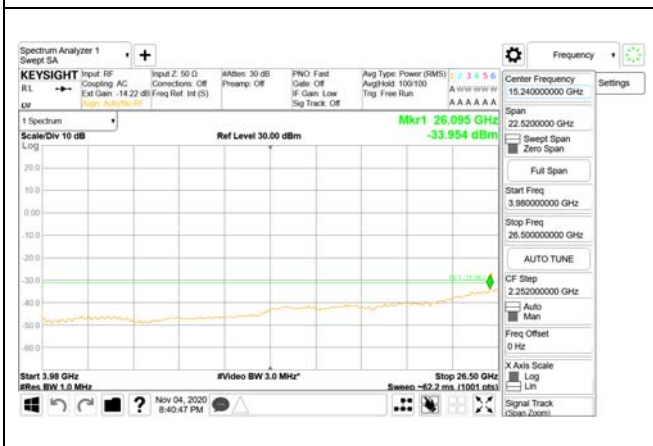 Spectrum Analyzer 1
Swept SA
Frequency
KEYSIGHT
Input: RF
Input Z: 50 Ω
#Atten: 30 dB
PNO: Fast
Avg Type: Power (RMS)
1 2 3 4 5 6
RL
Coupling: AC
Corrections: Off
Preamp: Off
Gate: Off
Avg|Hold: 100/100
A W W W W W
Ext Gain: -14.22 dB
Freq Ref: Int (S)
IF Gain: Low
Trig: Free Run
Align: Auto/No RF
Sig Track: Off
A A A A A A
1 Spectrum
Mkr1 26.095 GHz
Scale/Div 10 dB
Ref Level 30.00 dBm
-33.954 dBm
Log
20.0
10.0
0.00
-10.0
-20.0
-30.0
-40.0
-50.0
-60.0
Start 3.98 GHz
#Video BW 3.0 MHz*
Stop 26.50 GHz
#Res BW 1.0 MHz
Sweep ~62.2 ms (1001 pts)
?
Nov 04, 2020
8:40:47 PM
Center Frequency
15.240000000 GHz
Settings
Span
22.5200000 GHz
Swept Span
Zero Span
Full Span
Start Freq
3.980000000 GHz
Stop Freq
26.500000000 GHz
AUTO TUNE
CF Step
2.252000000 GHz
Auto
Man
Freq Offset
0 Hz
X Axis Scale
Log
Lin
Signal Track
(Span Zoom)